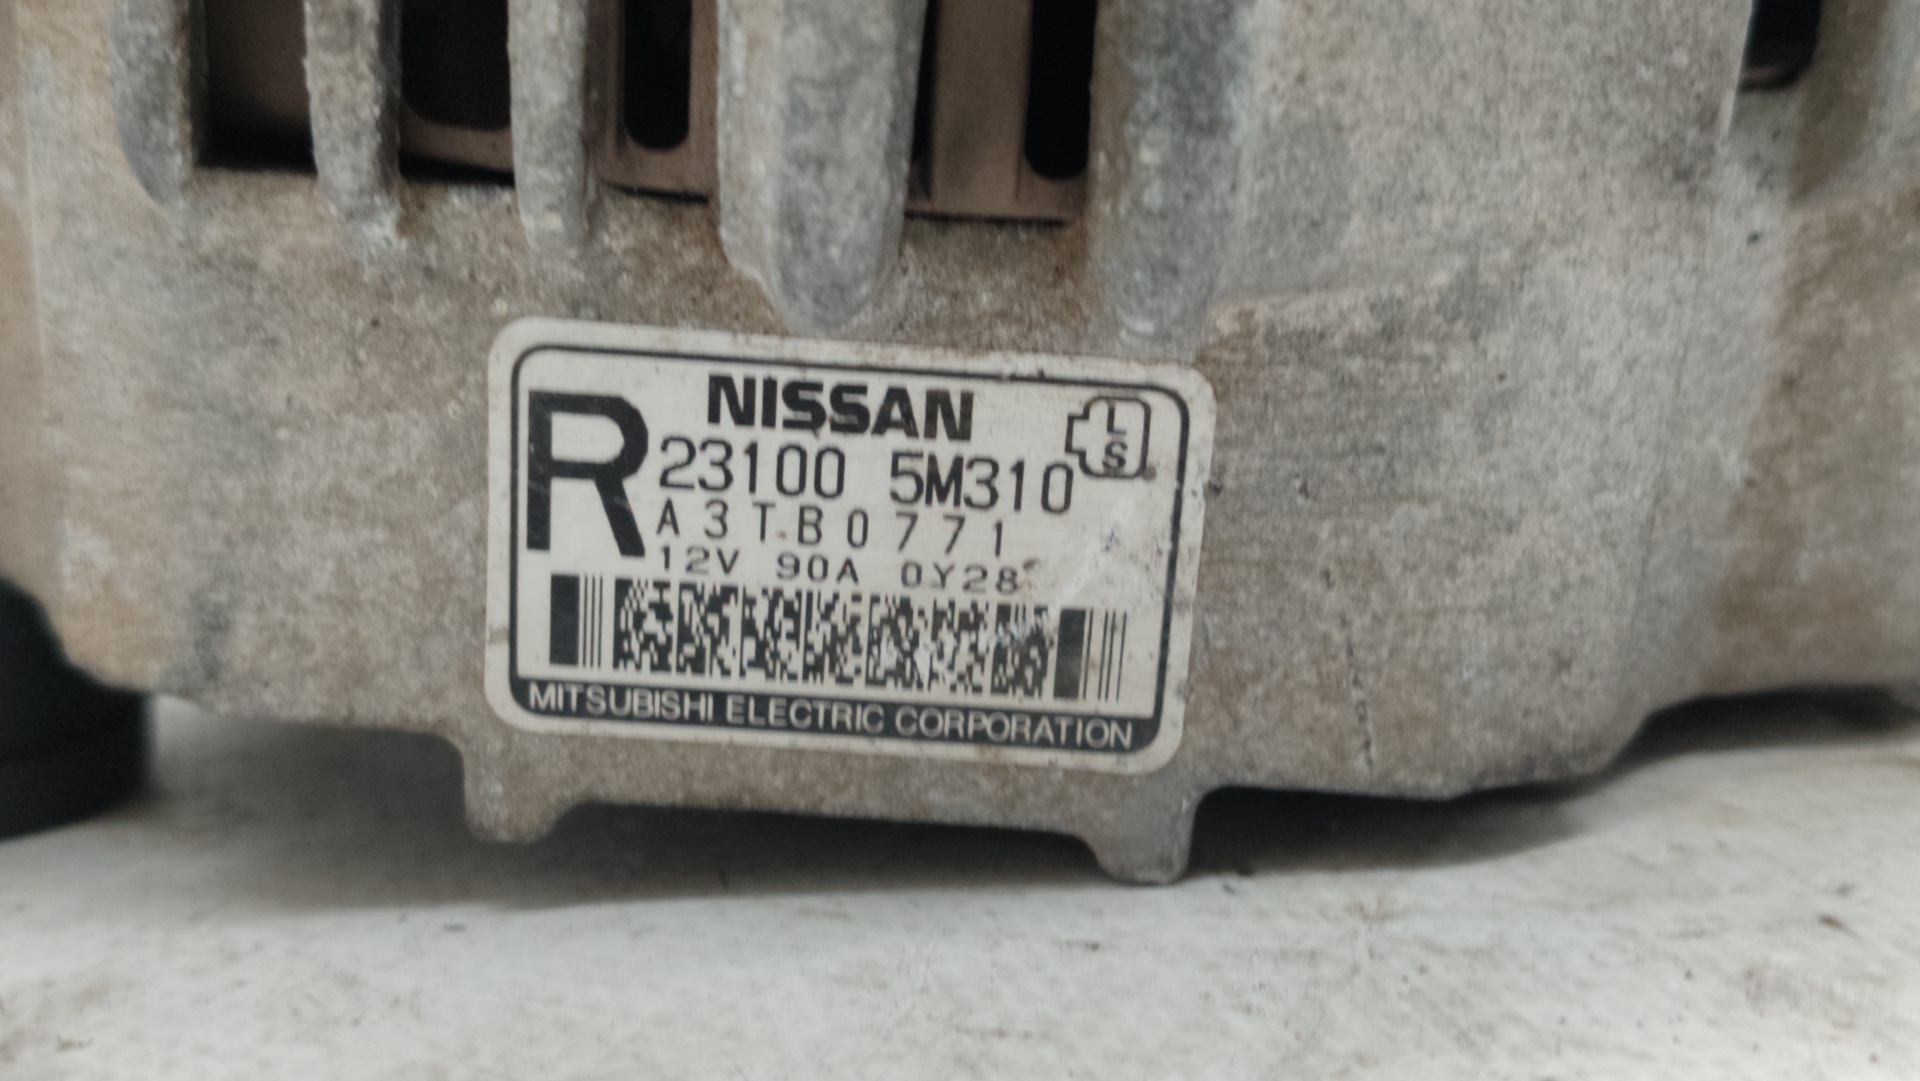 NISSAN
R
L
S
23100 5M310
A3TB0771
12V 90A 0Y28
MITSUBISHI ELECTRIC CORPORATION